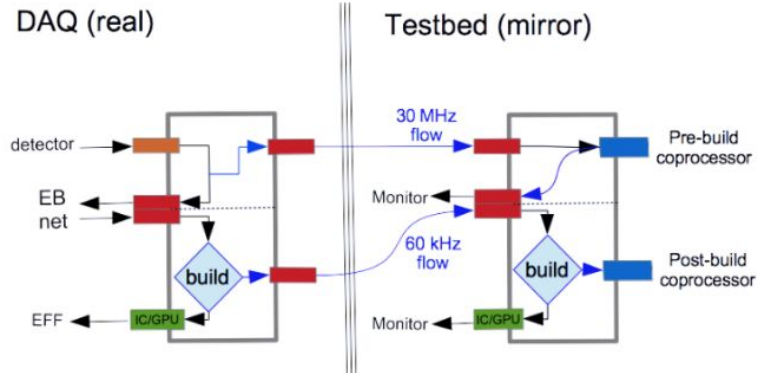 DAQ (real)
Testbed (mirror)
30 MHz
flow
detector
Pre-build
coprocessor
EB
net
Monitor
60 kHz
flow
build
build
Post-build
coprocessor
EFF
IC/GPU
Monitor
IC/GPU